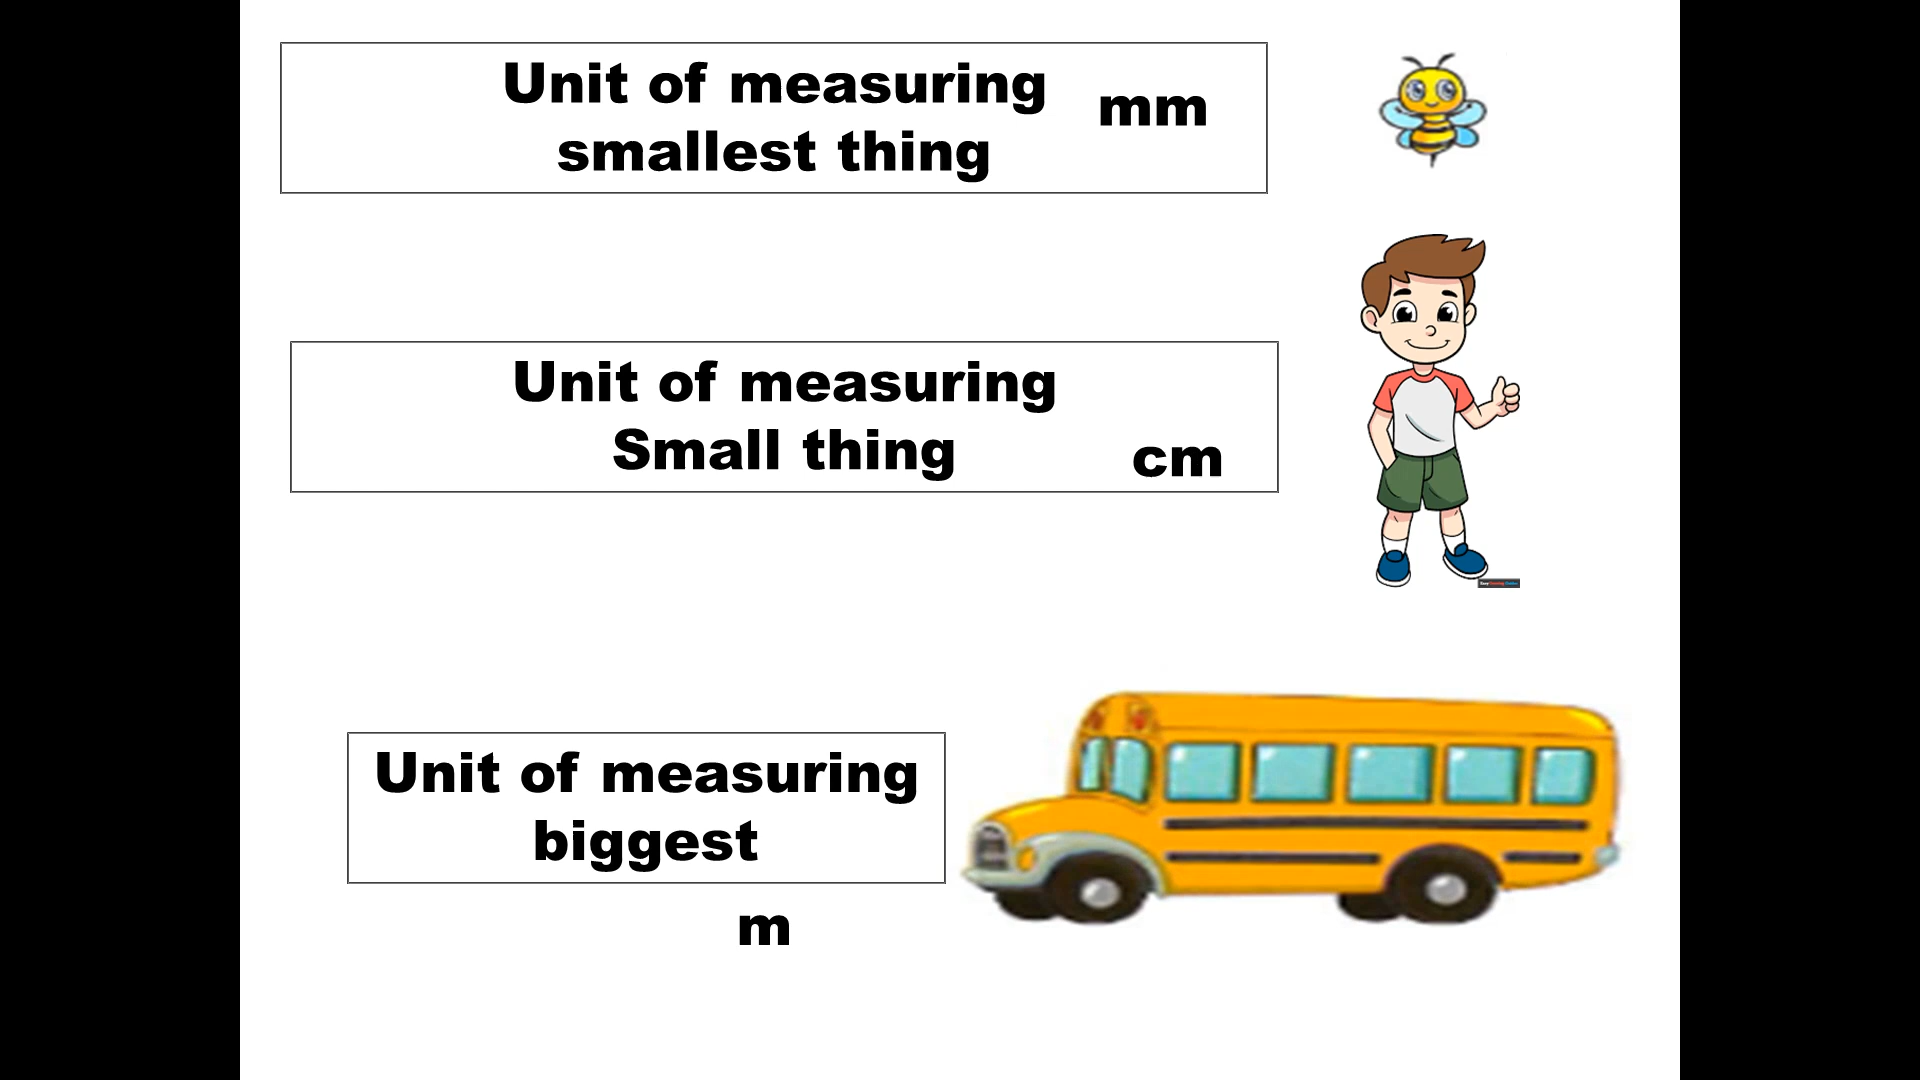 Unit of measuring
smallest thing
mm
Unit of measuring
Small thing
cm
Unit of measuring
biggest
m